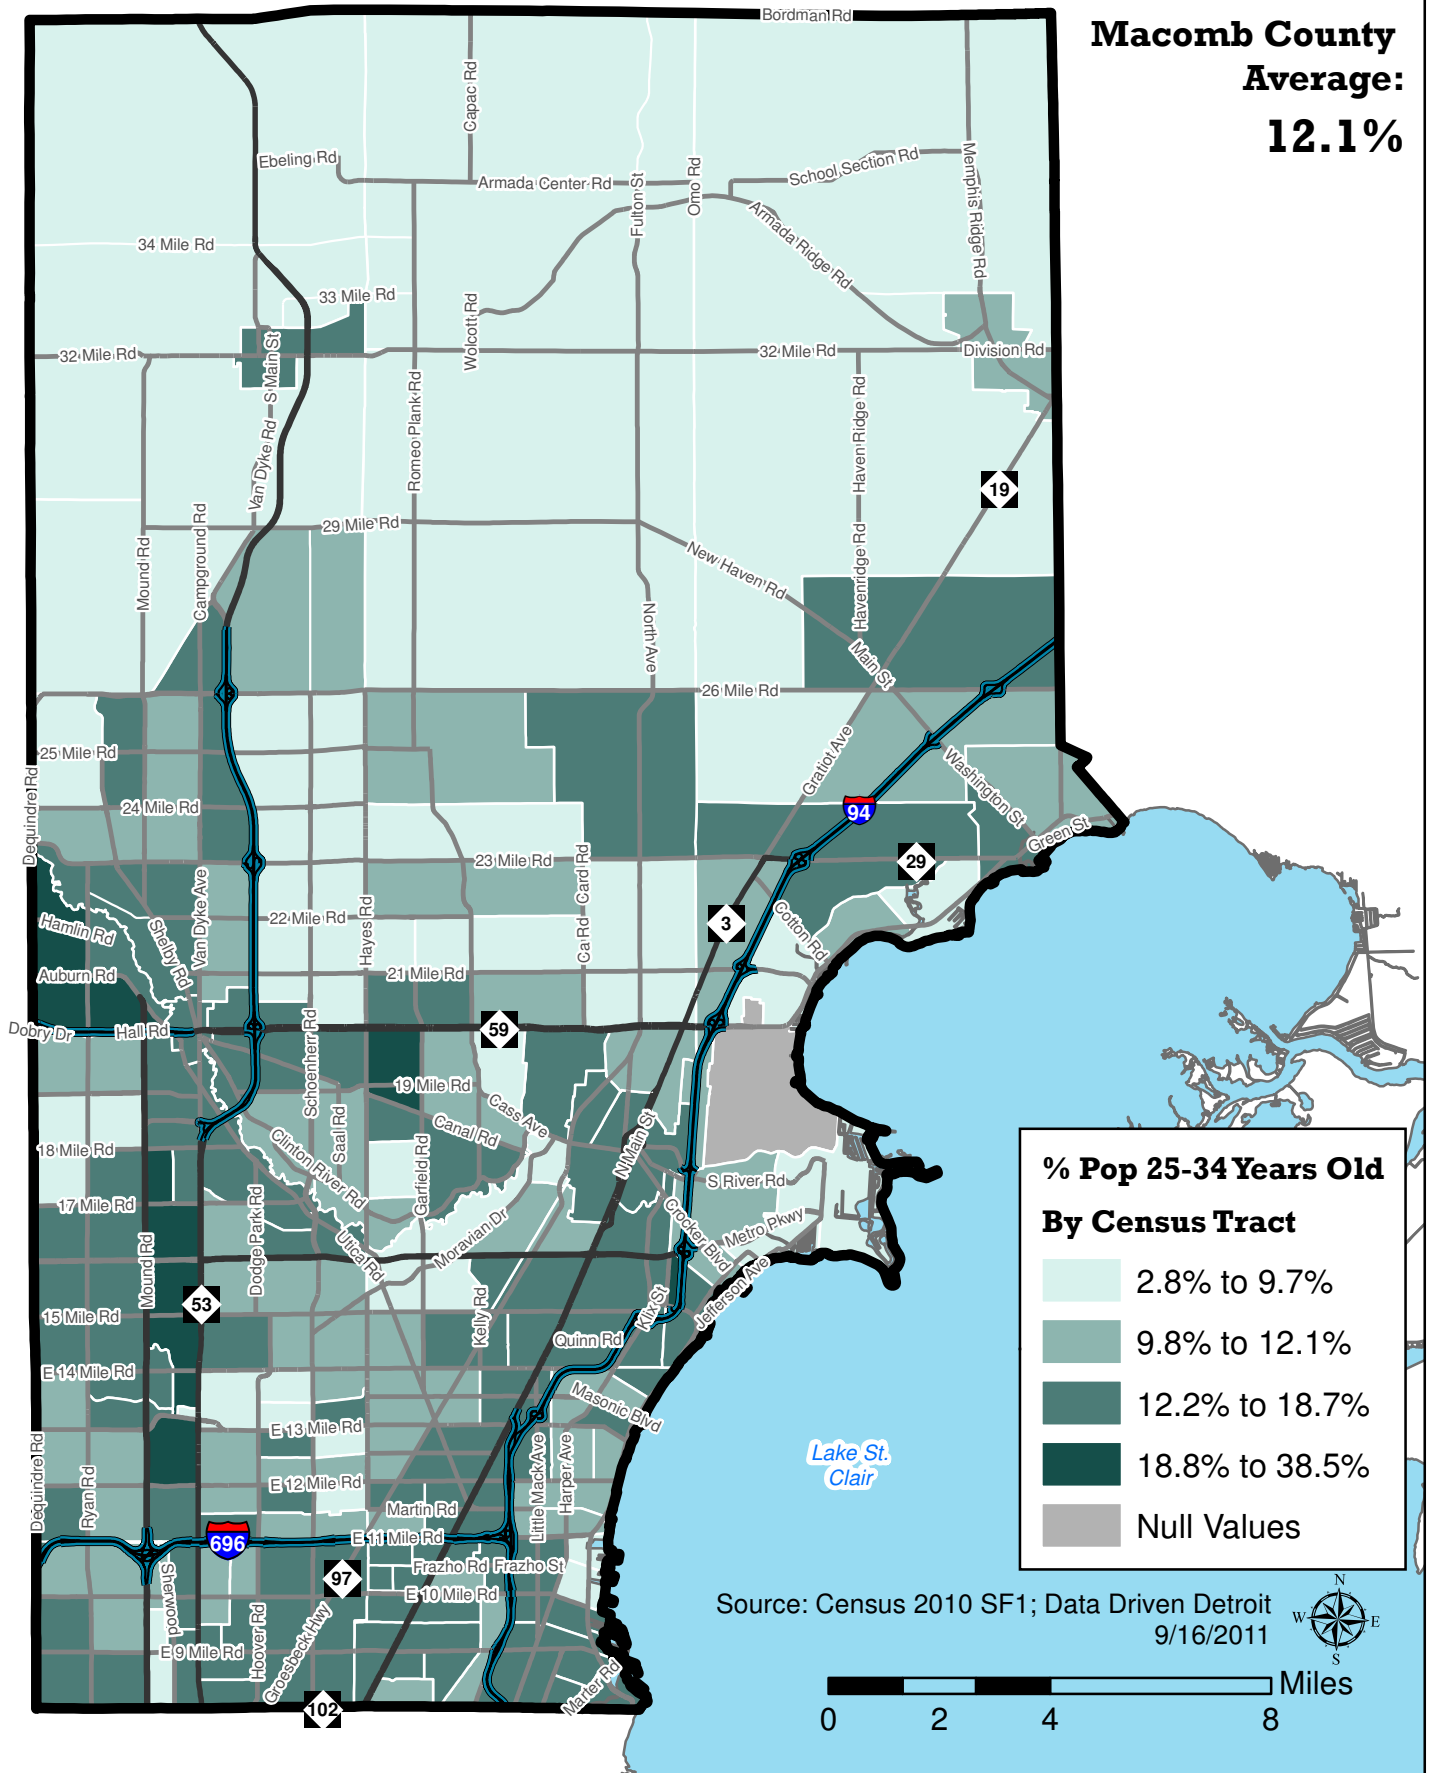 Bordman Rd
Macomb County
Average:
12.1%
Capac Rd
Ebeling Rd
Armada Center Rd
School Section Rd
Memphis Ridge Rd
Fulton St
Omo Rd
Armada Ridge Rd
34 Mile Rd
33 Mile Rd
Wolcott Rd
32 Mile Rd
S Main St
32 Mile Rd
Division Rd
Romeo Plank Rd
Haven Ridge Rd
Van Dyke Rd
19
29 Mile Rd
Campground Rd
Mound Rd
New Haven Rd
Havenridge Rd
North Ave
Main St
26 Mile Rd
25 Mile Rd
Gratiot Ave
Washington St
Dequindre Rd
24 Mile Rd
94
Green St
23 Mile Rd
Card Rd
29
Van Dyke Ave
22 Mile Rd
Hayes Rd
Hamlin Rd
Shelby Rd
3
Cotton Rd
Ca Rd
Auburn Rd
21 Mile Rd
Dobry Dr
Hall Rd
59
Schoenherr Rd
19 Mile Rd
Cass Ave
Canal Rd
Saal Rd
N Main St
18 Mile Rd
Clinton River Rd
Garfield Rd
S River Rd
17 Mile Rd
Dodge Park Rd
Moravian Dr
Crocker Blvd
Metro Pkwy
Utica Rd
Mound Rd
53
15 Mile Rd
Kelly Rd
Klix St
Jefferson Ave
Quinn Rd
E 14 Mile Rd
Masonic Blvd
E 13 Mile Rd
Dequindre Rd
Ryan Rd
E 12 Mile Rd
Little Mack Ave
Harper Ave
Martin Rd
696
E 11 Mile Rd
Frazho Rd
Frazho St
97
E 10 Mile Rd
Sherwood
Hoover Rd
Groesbeck Hwy
E 9 Mile Rd
Marter Rd
102
Lake St.
Clair
% Pop 25-34 Years Old
By Census Tract
2.8% to 9.7%
9.8% to 12.1%
12.2% to 18.7%
18.8% to 38.5%
Null Values
Source: Census 2010 SF1; Data Driven Detroit
9/16/2011
N
W
E
S
Miles
0
2
4
8